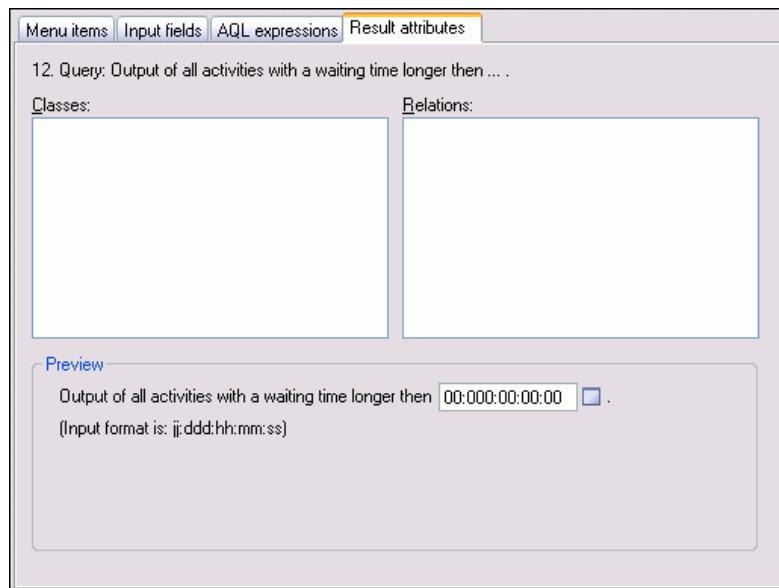 Menu items Input fields AQL expressions Result attributes
12. Query: Output of all activities with a waiting time longer then ... .
Classes: Relations:
Preview
Output of all activities with a waiting time longer then 00:000:00:00:00 .
(Input format is: jj:ddd:hh:mm:ss)